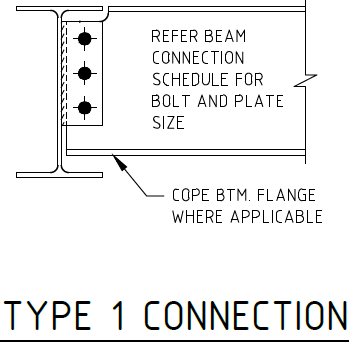 REFER BEAM
CONNECTION
SCHEDULE FOR
BOLT AND PLATE
SIZE
COPE BTM. FLANGE
WHERE APPLICABLE
TYPE 1 CONNECTION